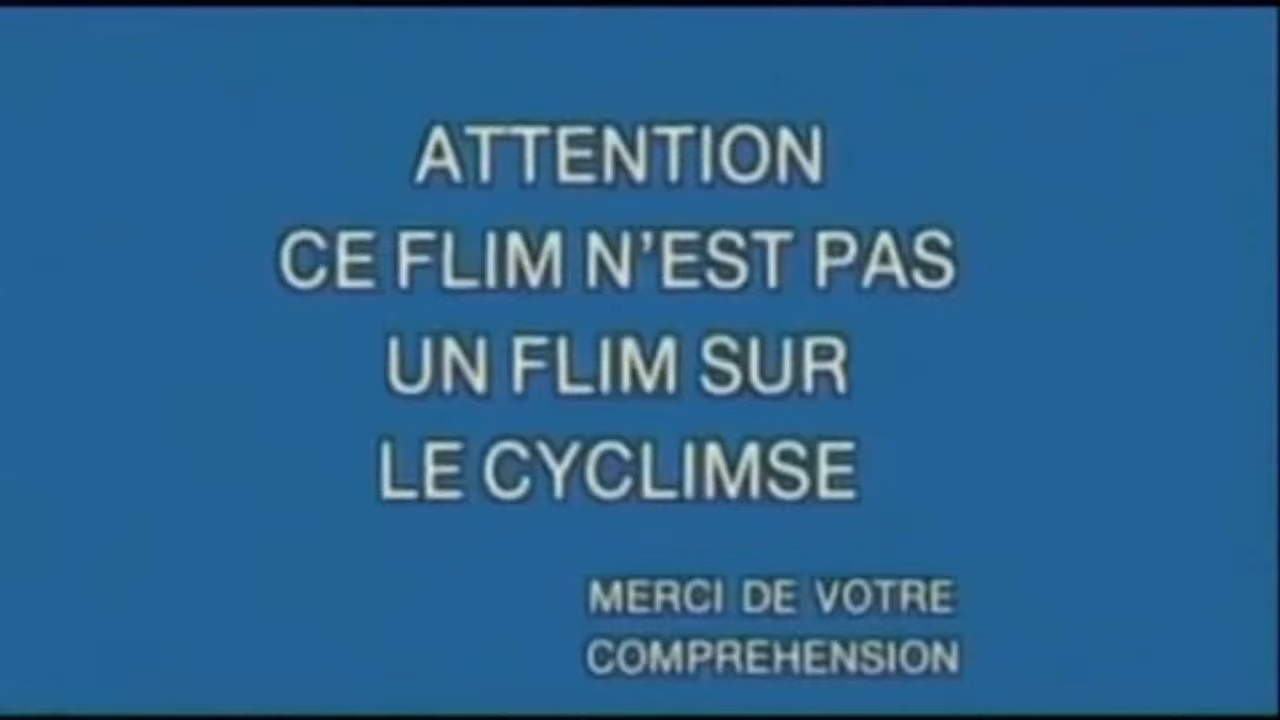 ATTENTION
CE FLIM N'EST PAS
UN FLIM SUR
LE CYCLIMSE
MERCI DE VOTRE
COMPREHENSION